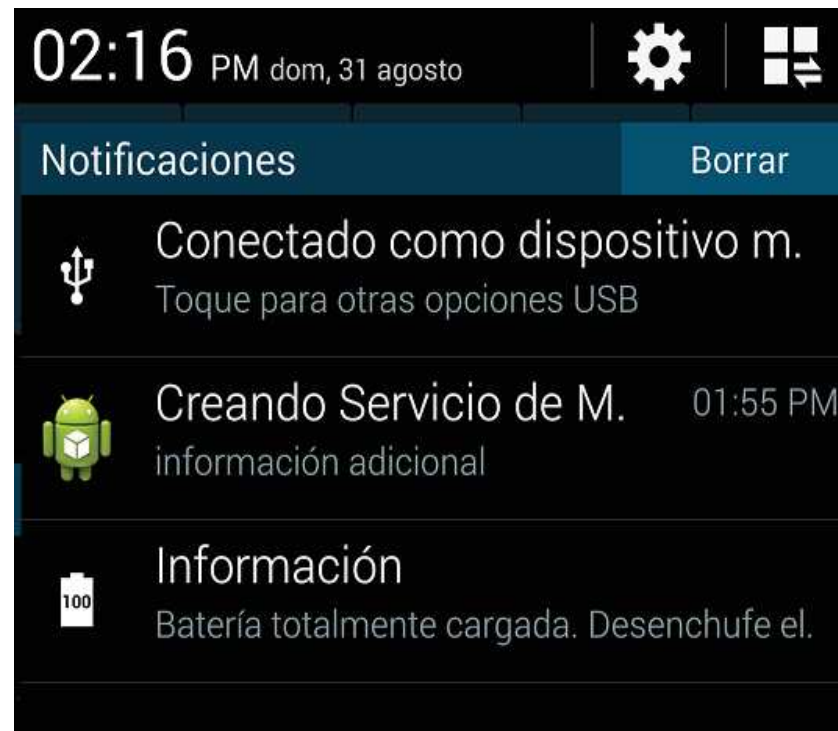 02:16 PM dom, 31 agosto
Notificaciones Borrar
Conectado como dispositivo m.
Toque para otras opciones USB
Creando Servicio de M. 01:55 PM
información adicional
100
Información
Batería totalmente cargada. Desenchufe el.